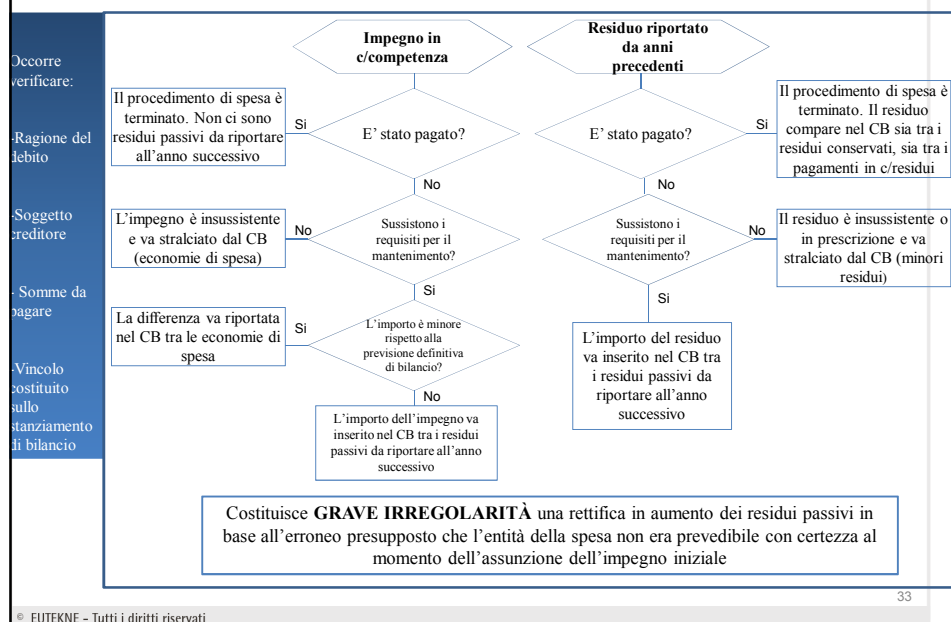 Occorre
verificare:
-Ragione del
debito
-Soggetto
creditore
- Somme da
pagare
-Vincolo
costituito
sullo
stanziamento
di bilancio
Impegno in
c/competenza
E’ stato pagato?
Si
Il procedimento di spesa è
terminato. Non ci sono
residui passivi da riportare
all’anno successivo
No
Sussistono i
requisiti per il
mantenimento?
No
L’impegno è insussistente
e va stralciato dal CB
(economie di spesa)
Si
L’importo è minore
rispetto alla
previsione definitiva
di bilancio?
Si
La differenza va riportata
nel CB tra le economie di
spesa
No
L’importo dell’impegno va
inserito nel CB tra i residui
passivi da riportare all’anno
successivo
Residuo riportato
da anni
precedenti
E’ stato pagato?
Si
Il procedimento di spesa è
terminato. Il residuo
compare nel CB sia tra i
residui conservati, sia tra i
pagamenti in c/residui
No
Sussistono i
requisiti per il
mantenimento?
No
Il residuo è insussistente o
in prescrizione e va
stralciato dal CB (minori
residui)
Si
L’importo del residuo
va inserito nel CB tra
i residui passivi da
riportare all’anno
successivo
Costituisce GRAVE IRREGOLARITÀ una rettifica in aumento dei residui passivi in
base all’erroneo presupposto che l’entità della spesa non era prevedibile con certezza al
momento dell’assunzione dell’impegno iniziale
33
© EUTEKNE – Tutti i diritti riservati